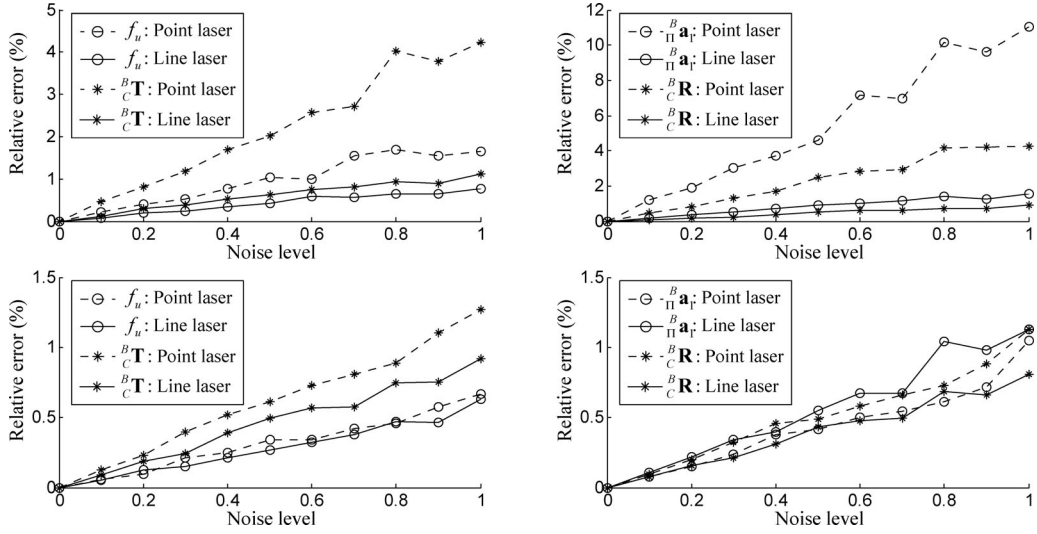 Relative error (%)
5
4
3
2
1
0
f_u : Point laser
f_u : Line laser
^B_C T : Point laser
^B_C T : Line laser
0 0.2 0.4 0.6 0.8 1
Noise level
Relative error (%)
12
10
8
6
4
2
0
^B_Π a_Γ : Point laser
^B_Π a_Γ : Line laser
^B_C R : Point laser
^B_C R : Line laser
0 0.2 0.4 0.6 0.8 1
Noise level
Relative error (%)
1.5
1
0.5
0
f_u : Point laser
f_u : Line laser
^B_C T : Point laser
^B_C T : Line laser
0 0.2 0.4 0.6 0.8 1
Noise level
Relative error (%)
1.5
1
0.5
0
^B_Π a_Γ : Point laser
^B_Π a_Γ : Line laser
^B_C R : Point laser
^B_C R : Line laser
0 0.2 0.4 0.6 0.8 1
Noise level